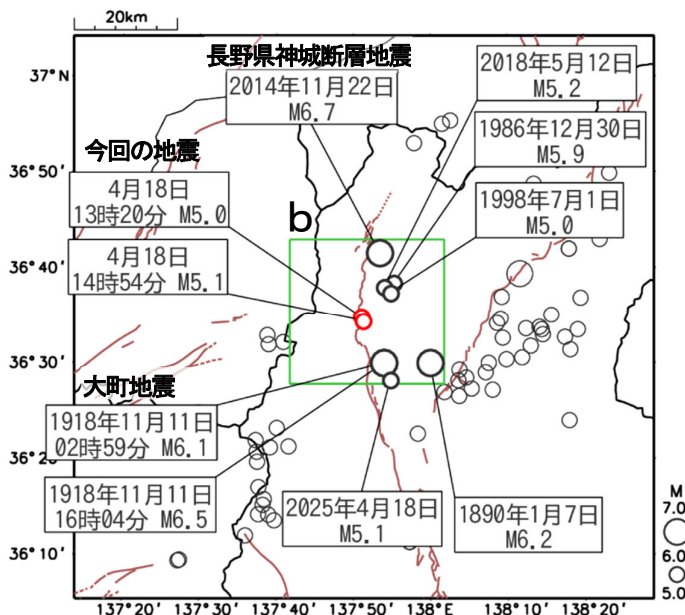 20km
長野県神城断層地震
2014年11月22日
M6.7
2018年5月12日
M5.2
1986年12月30日
M5.9
1998年7月1日
M5.0
今回の地震
4月18日
13時20分 M5.0
4月18日
14時54分 M5.1
b
大町地震
1918年11月11日
02時59分 M6.1
1918年11月11日
16時04分 M6.5
2025年4月18日
M5.1
1890年1月7日
M6.2
37°N
36°50′
36°40′
36°30′
36°20′
36°10′
137°20′
137°30′
137°40′
137°50′
138°E
138°10′
138°20′
M
7.0
6.0
5.0